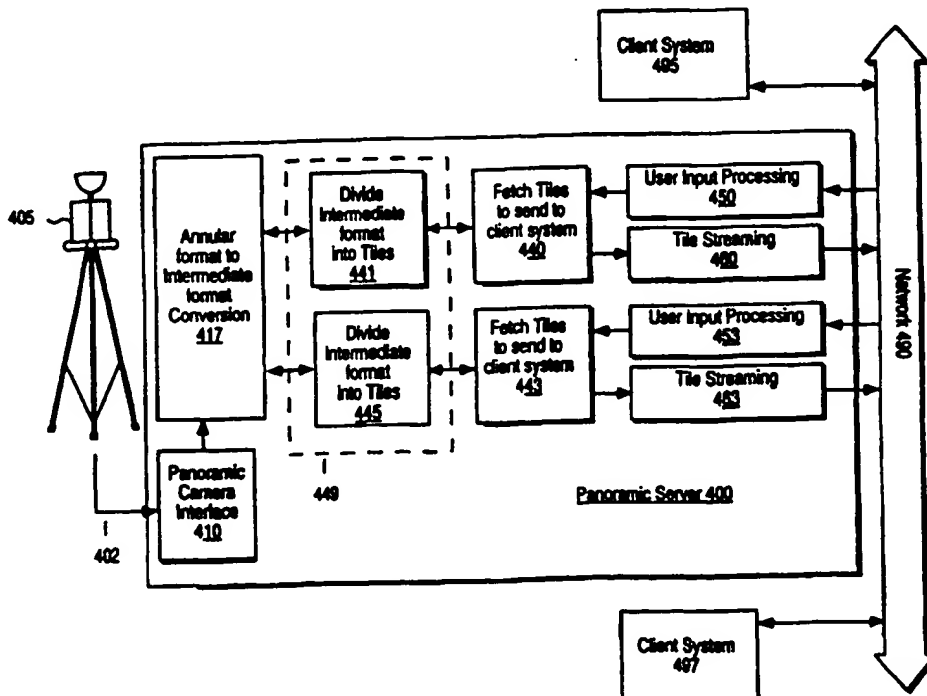 Client System
495
405
Annular
format to
Intermediate
format
Conversion
417
Divide
Intermediate
format
into Tiles
441
Fetch Tiles
to send to
client system
440
User Input Processing
450
Tile Streaming
460
Divide
Intermediate
format
into Tiles
445
Fetch Tiles
to send to
client system
443
User Input Processing
453
Tile Streaming
463
Network 490
Panoramic
Camera
Interface
410
449
Panoramic Server 400
402
Client System
497